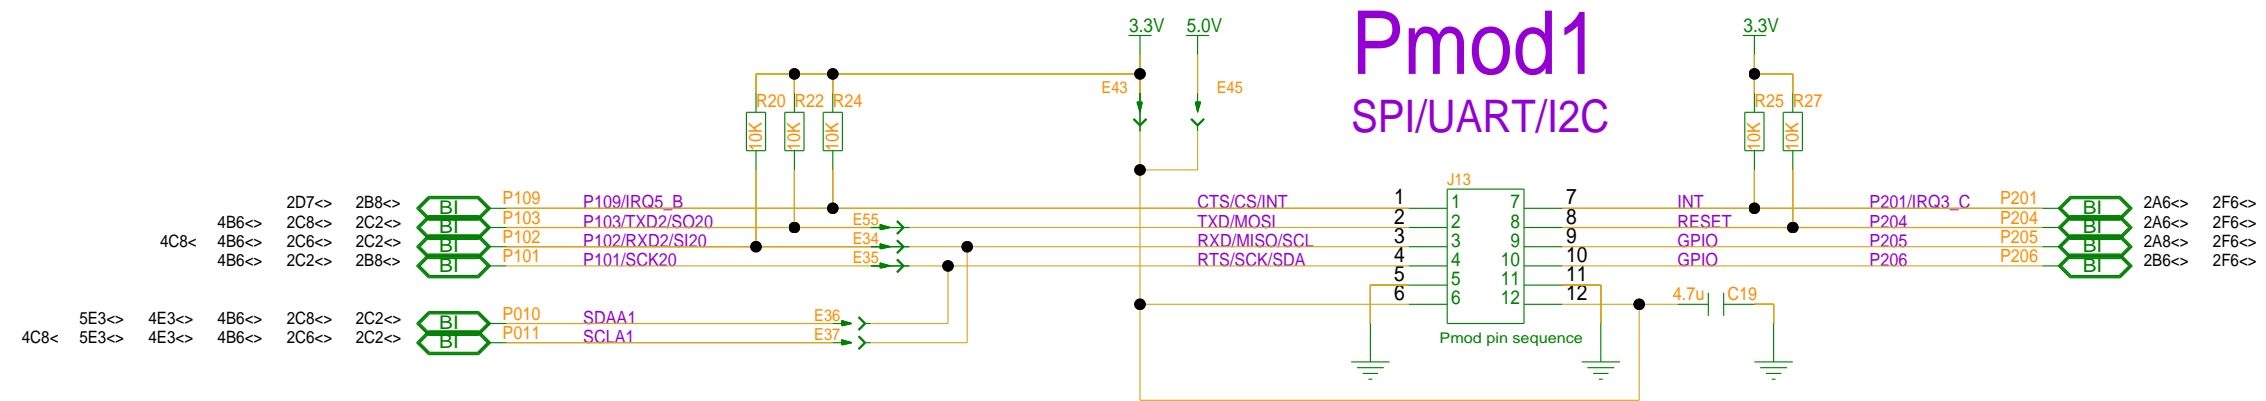 3.3V 5.0V Pmod1 3.3V
SPI/UART/I2C
E43 E45
R20 R22 R24 R25 R27
10K 10K 10K 10K 10K
J13
2D7<> 2B8<> BI P109 P109/IRQ5_B CTS/CS/INT 1 1 7 7 INT P201/IRQ3_C P201 BI 2A6<> 2F6<>
4B6<> 2C8<> 2C2<> BI P103 P103/TXD2/SO20 E55 TXD/MOSI 2 2 8 8 RESET P204 P204 BI 2A6<> 2F6<>
4C8< 4B6<> 2C6<> 2C2<> BI P102 P102/RXD2/SI20 E34 RXD/MISO/SCL 3 3 9 9 GPIO P205 P205 BI 2A8<> 2F6<>
4B6<> 2C2<> 2B8<> BI P101 P101/SCK20 E35 RTS/SCK/SDA 4 4 10 10 GPIO P206 P206 BI 2B6<> 2F6<>
5 5 11 11
6 6 12 12 4.7u C19
5E3<> 4E3<> 4B6<> 2C8<> 2C2<> BI P010 SDAA1 E36
4C8< 5E3<> 4E3<> 4B6<> 2C6<> 2C2<> BI P011 SCLA1 E37
Pmod pin sequence